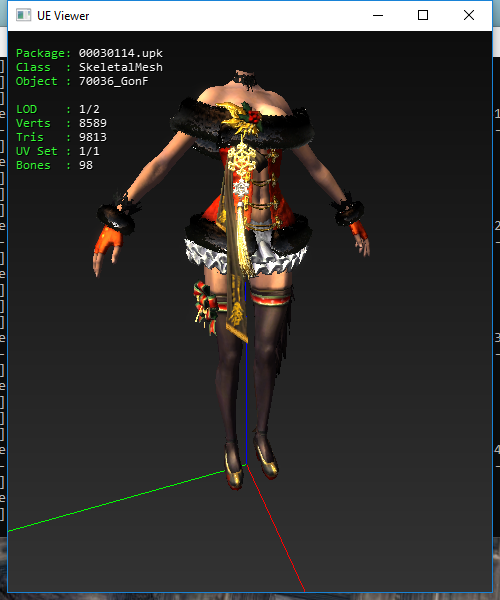 UE Viewer
Package: 00030114.upk
Class : SkeletalMesh
Object : 70036_GonF
LOD : 1/2
Verts : 8589
Tris : 9813
UV Set : 1/1
Bones : 98